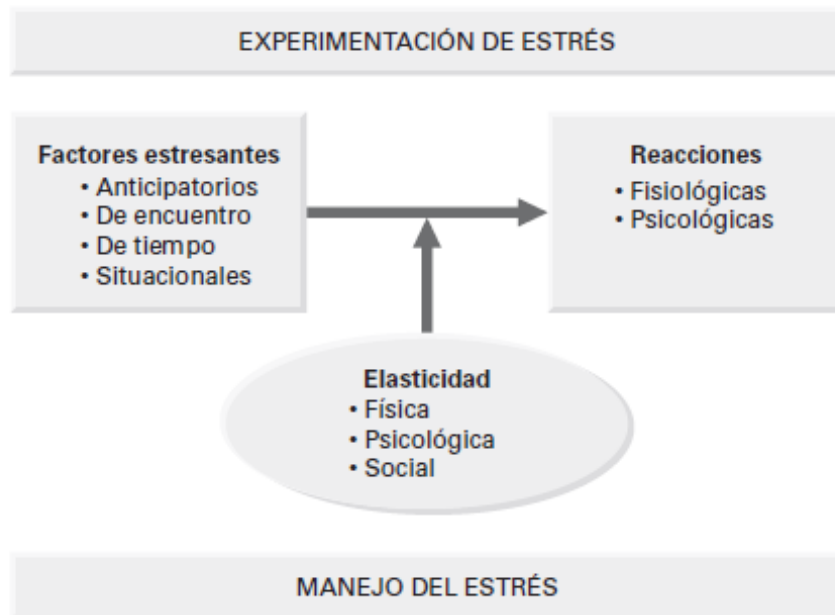 EXPERIMENTACIÓN DE ESTRÉS
Factores estresantes
• Anticipatorios
• De encuentro
• De tiempo
• Situacionales
Reacciones
• Fisiológicas
• Psicológicas
Elasticidad
• Física
• Psicológica
• Social
MANEJO DEL ESTRÉS